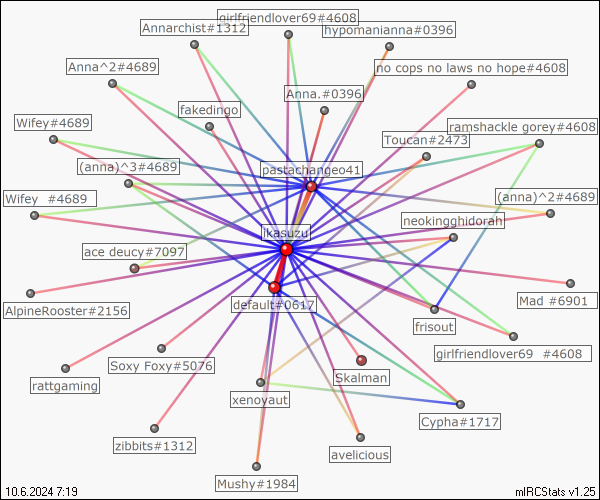 girlfriendlover69#4608
Annarchist#1312
hypomanianna#0396
Anna^2#4689
no cops no laws no hope#4608
Anna.#0396
fakedingo
Wifey#4689
ramshackle gorey#4608
Toucan#2473
(anna)^3#4689
pastachangeo41
Wifey  #4689
(anna)^2#4689
neokingghidorah
ikasuzu
ace deucy#7097
default#0617
Mad #6901
AlpineRooster#2156
frisout
girlfriendlover69  #4608
Soxy Foxy#5076
Skalman
rattgaming
xenoyaut
Cypha#1717
zibbits#1312
avelicious
Mushy#1984
10.6.2024 7:19
mIRCStats v1.25